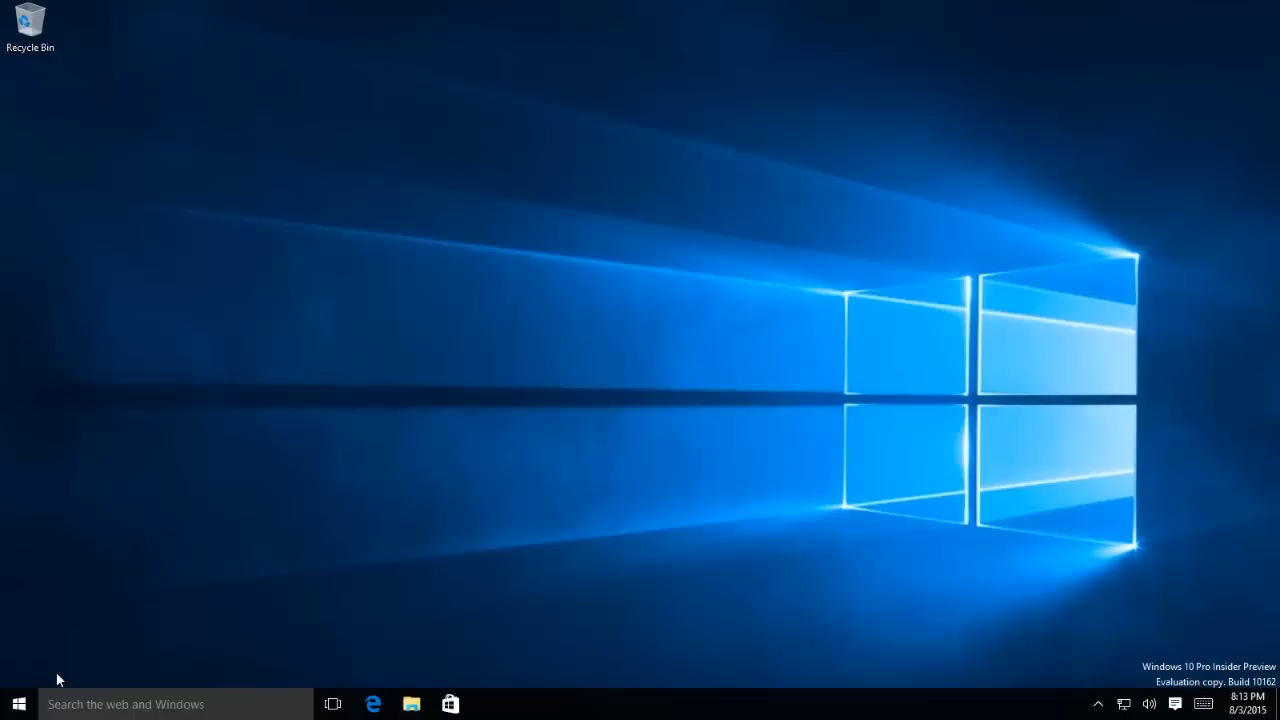 Recycle Bin
Windows 10 Pro Insider Preview
Evaluation copy. Build 10162
Search the web and Windows
8:13 PM
8/3/2015